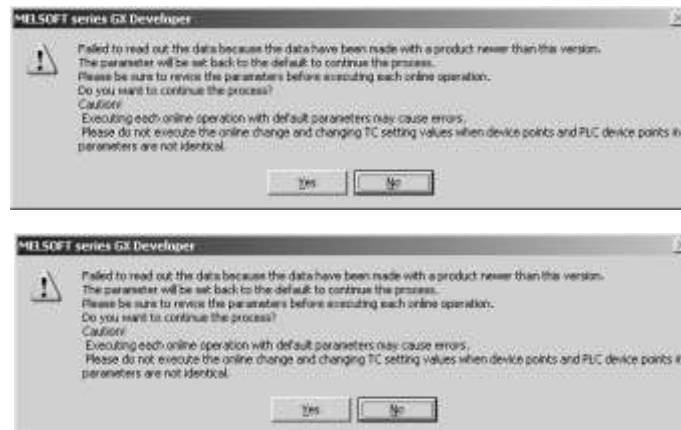 MELSOFT series GX Developer
Failed to read out the data because the data have been made with a product newer than this version.
The parameter will be set back to the default to continue the process.
Please be sure to revice the parameters before executing each online operation.
Do you want to continue the process?
Caution!
Executing each online operation with default parameters may cause errors.
Please do not execute the online change and changing TC setting values when device points and PLC device points in
parameters are not identical.
Yes No
MELSOFT series GX Developer
Failed to read out the data because the data have been made with a product newer than this version.
The parameter will be set back to the default to continue the process.
Please be sure to revice the parameters before executing each online operation.
Do you want to continue the process?
Caution!
Executing each online operation with default parameters may cause errors.
Please do not execute the online change and changing TC setting values when device points and PLC device points in
parameters are not identical.
Yes No